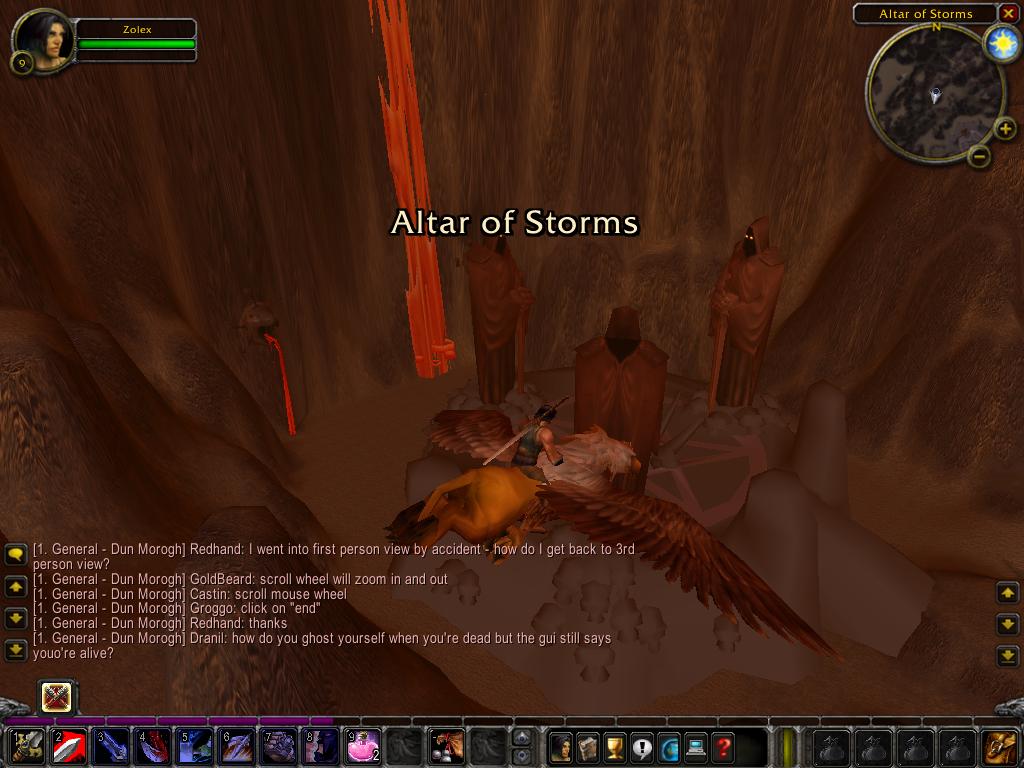 Zolex
9
Altar of Storms
N
Altar of Storms
[1. General - Dun Morogh] Redhand: I went into first person view by accident - how do I get back to 3rd
person view?
[1. General - Dun Morogh] GoldBeard: scroll wheel will zoom in and out
[1. General - Dun Morogh] Castin: scroll mouse wheel
[1. General - Dun Morogh] Groggo: click on "end"
[1. General - Dun Morogh] Redhand: thanks
[1. General - Dun Morogh] Dranil: how do you ghost yourself when you're dead but the gui still says
youo're alive?
1 2 3 4 5 6 7 8 9
2